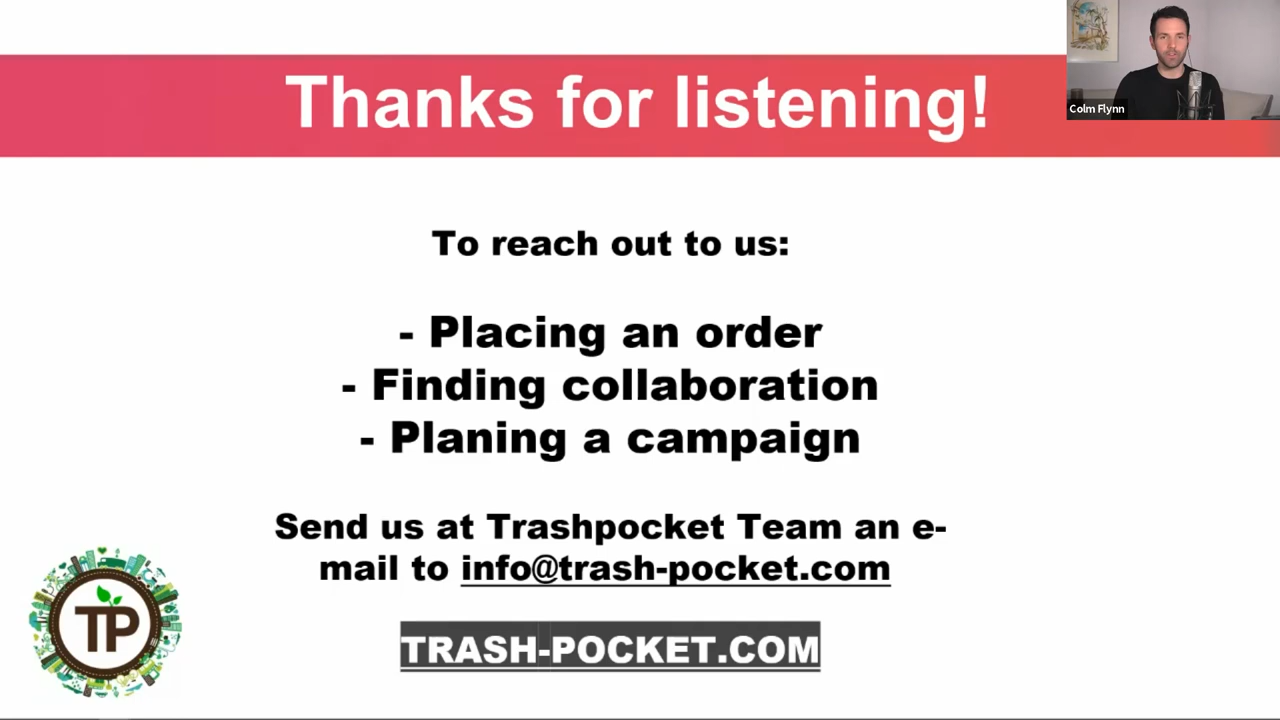 Thanks for listening!
Colm Flynn
To reach out to us:
- Placing an order
- Finding collaboration
- Planing a campaign
Send us at Trashpocket Team an e-
mail to info@trash-pocket.com
TP
TRASH-POCKET.COM